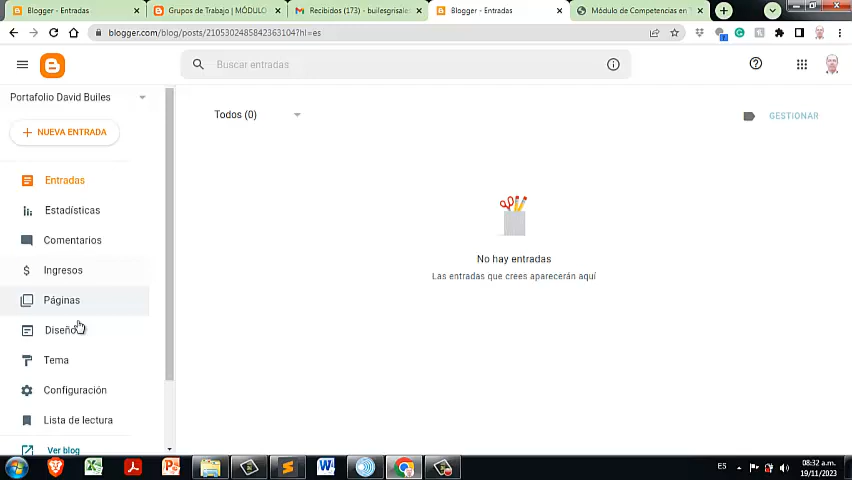 Blogger - Entradas
Grupos de Trabajo | MÓDULO
Recibidos (173) - builesgrisale
Blogger - Entradas
Módulo de Competencias en
blogger.com/blog/posts/2105302485842363104?hl=es
Buscar entradas
Portafolio David Builes
NUEVA ENTRADA
Todos (0)
GESTIONAR
Entradas
Estadísticas
Comentarios
Ingresos
Páginas
Diseño
Tema
Configuración
Lista de lectura
Ver blog
No hay entradas
Las entradas que crees aparecerán aquí
ES
08:32 a.m.
19/11/2023